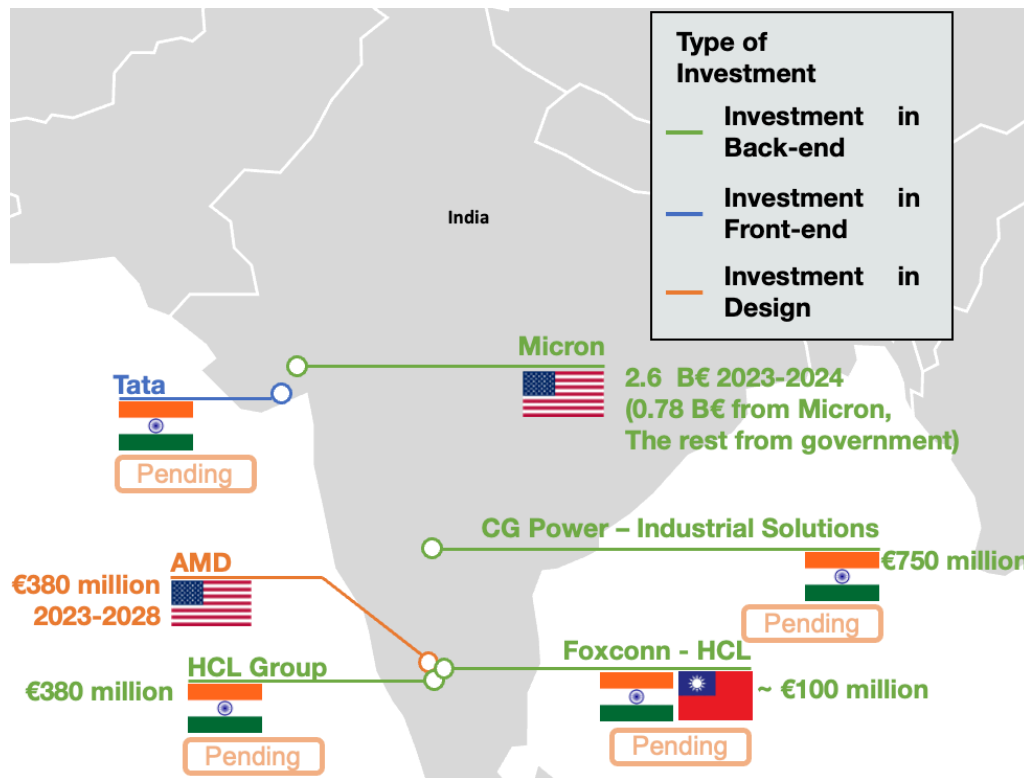 Type of
Investment
Investment in
Back-end
Investment in
Front-end
Investment in
Design
India
Micron
2.6 B€ 2023-2024
(0.78 B€ from Micron,
The rest from government)
Tata
Pending
CG Power – Industrial Solutions
€750 million
Pending
AMD
€380 million
2023-2028
HCL Group
€380 million
Pending
Foxconn - HCL
~ €100 million
Pending